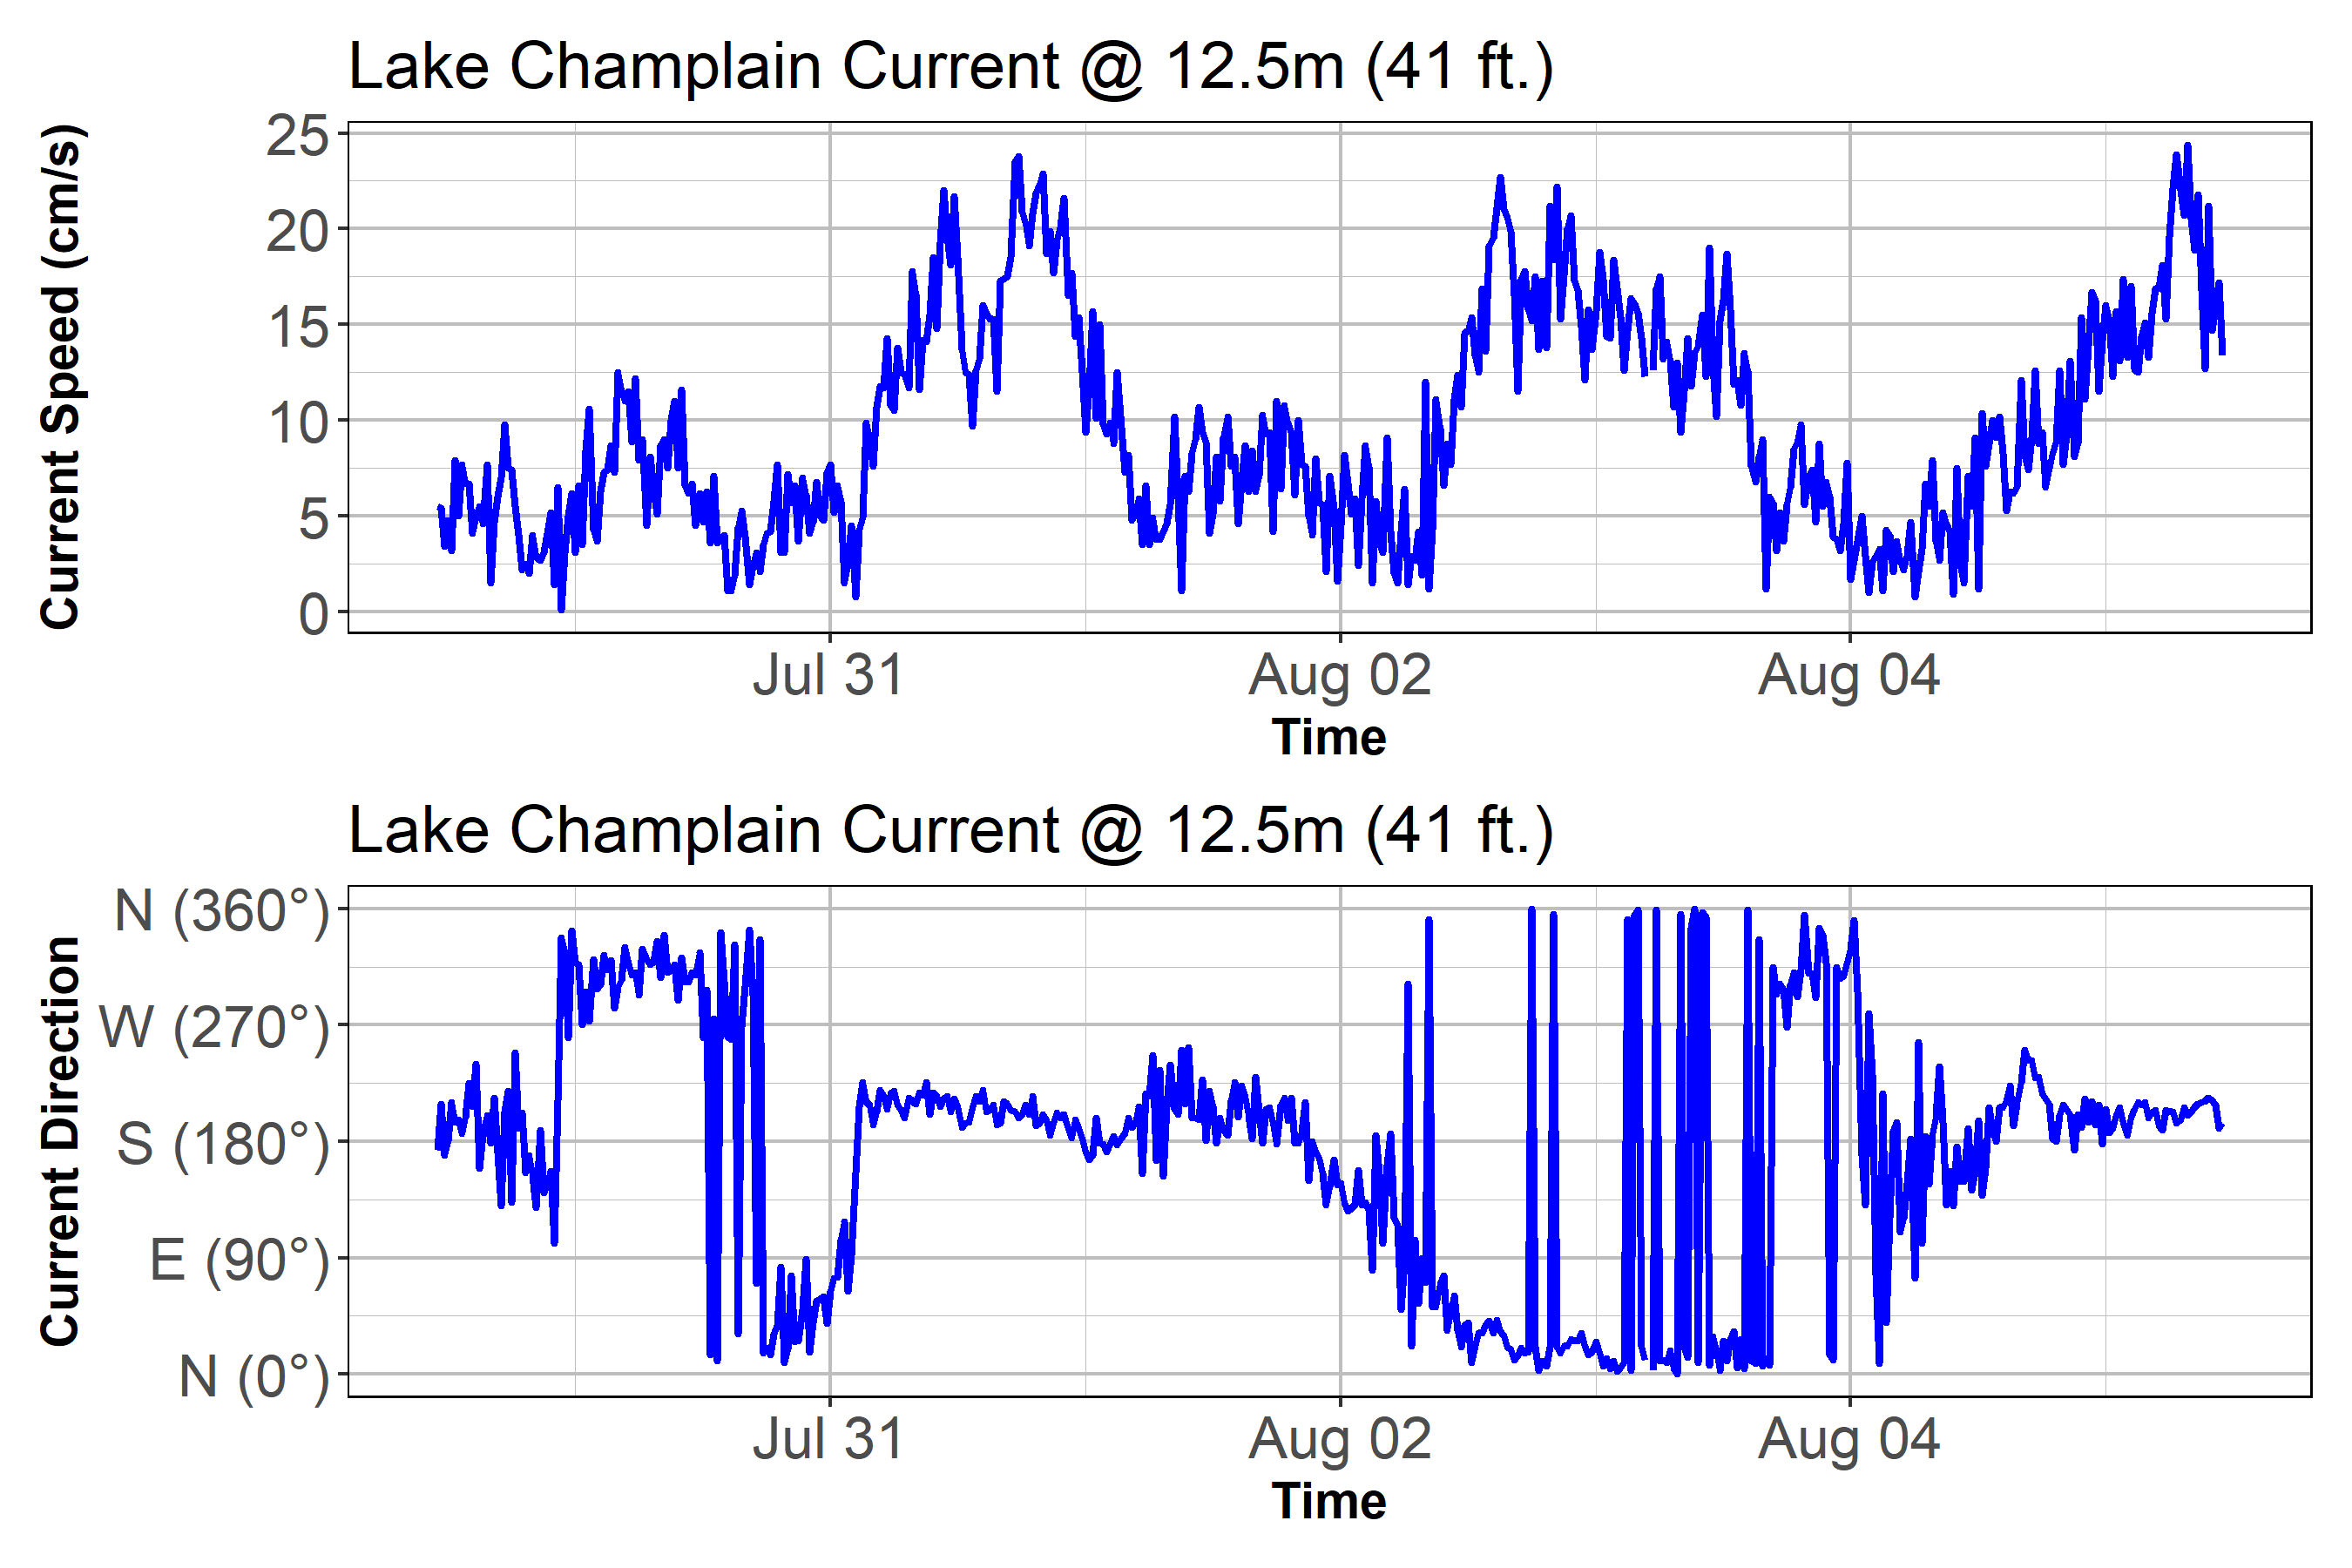 Lake Champlain Current @ 12.5m (41 ft.)
Current Speed (cm/s)
25
20
15
10
5
0
Jul 31 Aug 02 Aug 04
Time
Lake Champlain Current @ 12.5m (41 ft.)
Current Direction
N (360°)
W (270°)
S (180°)
E (90°)
N (0°)
Jul 31 Aug 02 Aug 04
Time